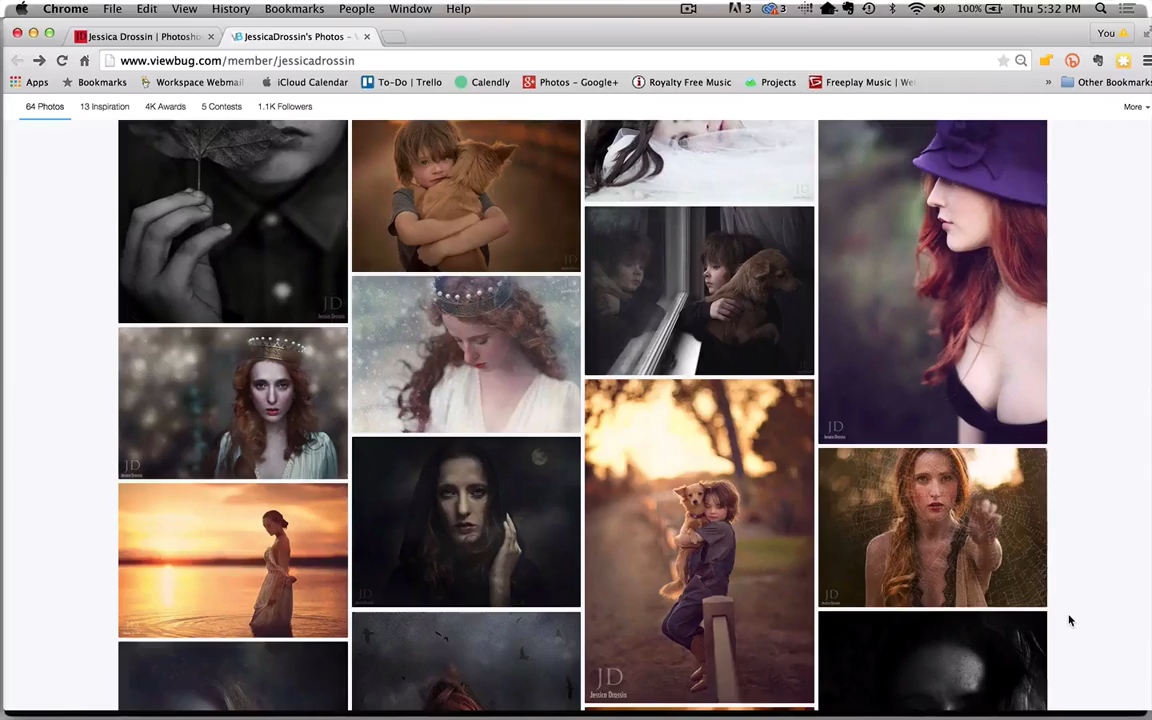 Chrome File Edit View History Bookmarks People Window Help 3 3 100% Thu 5:32 PM
Jessica Drossin | Photosho × JessicaDrossin's Photos – × You
www.viewbug.com/member/jessicadrossin
Apps Bookmarks Workspace Webmail iCloud Calendar To-Do | Trello Calendly Photos - Google+ Royalty Free Music Projects Freeplay Music | We » Other Bookmarks
64 Photos 13 Inspiration 4K Awards 5 Contests 1.1K Followers More
JD
JD
JD
JD
JD
Jessica Drossin